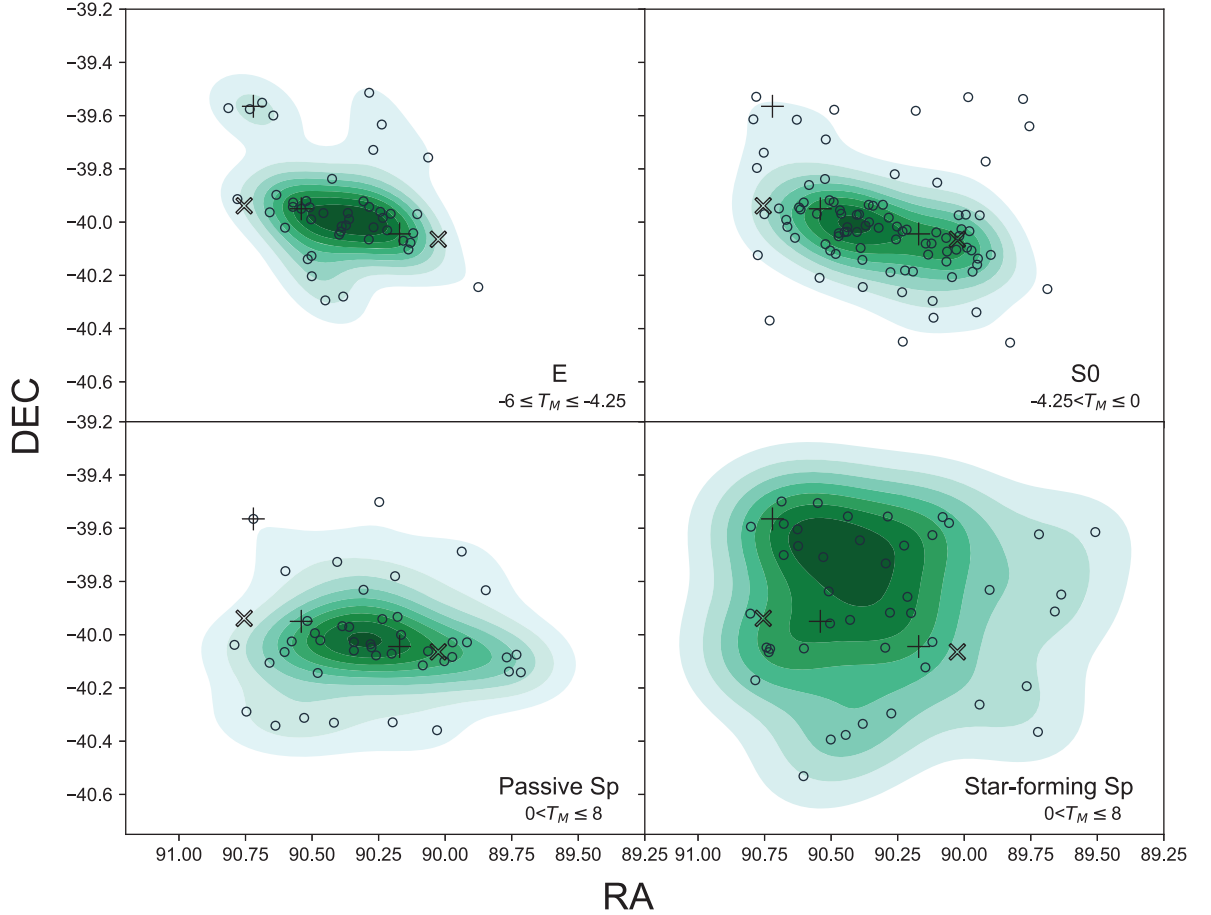 −39.2
−39.4
−39.6
−39.8
−40.0
−40.2
−40.4
−40.6
E
-6 ≤ T_M ≤ -4.25
S0
-4.25<T_M ≤ 0
DEC
−39.2
−39.4
−39.6
−39.8
−40.0
−40.2
−40.4
−40.6
Passive Sp
0<T_M ≤ 8
Star-forming Sp
0<T_M ≤ 8
91.00 90.75 90.50 90.25 90.00 89.75 89.50 89.25 91.00 90.75 90.50 90.25 90.00 89.75 89.50 89.25
RA